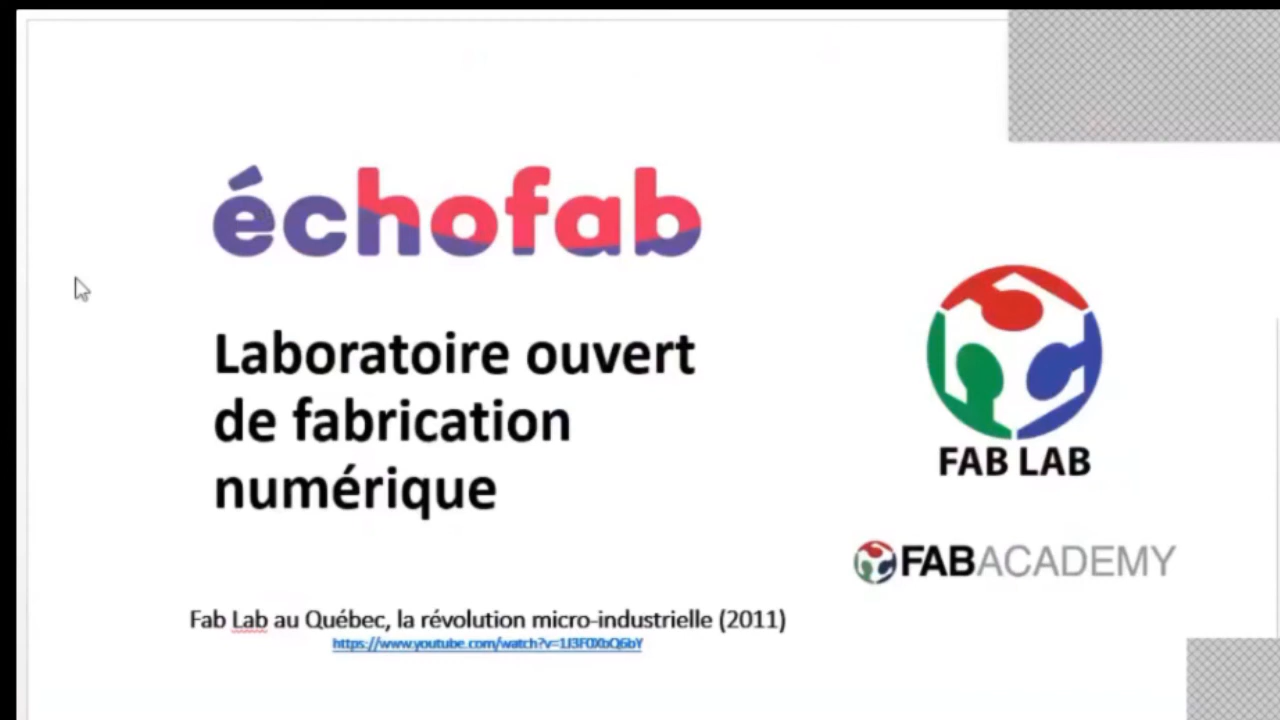 échofab
Laboratoire ouvert
de fabrication
numérique
FAB LAB
FABACADEMY
Fab Lab au Québec, la révolution micro-industrielle (2011)